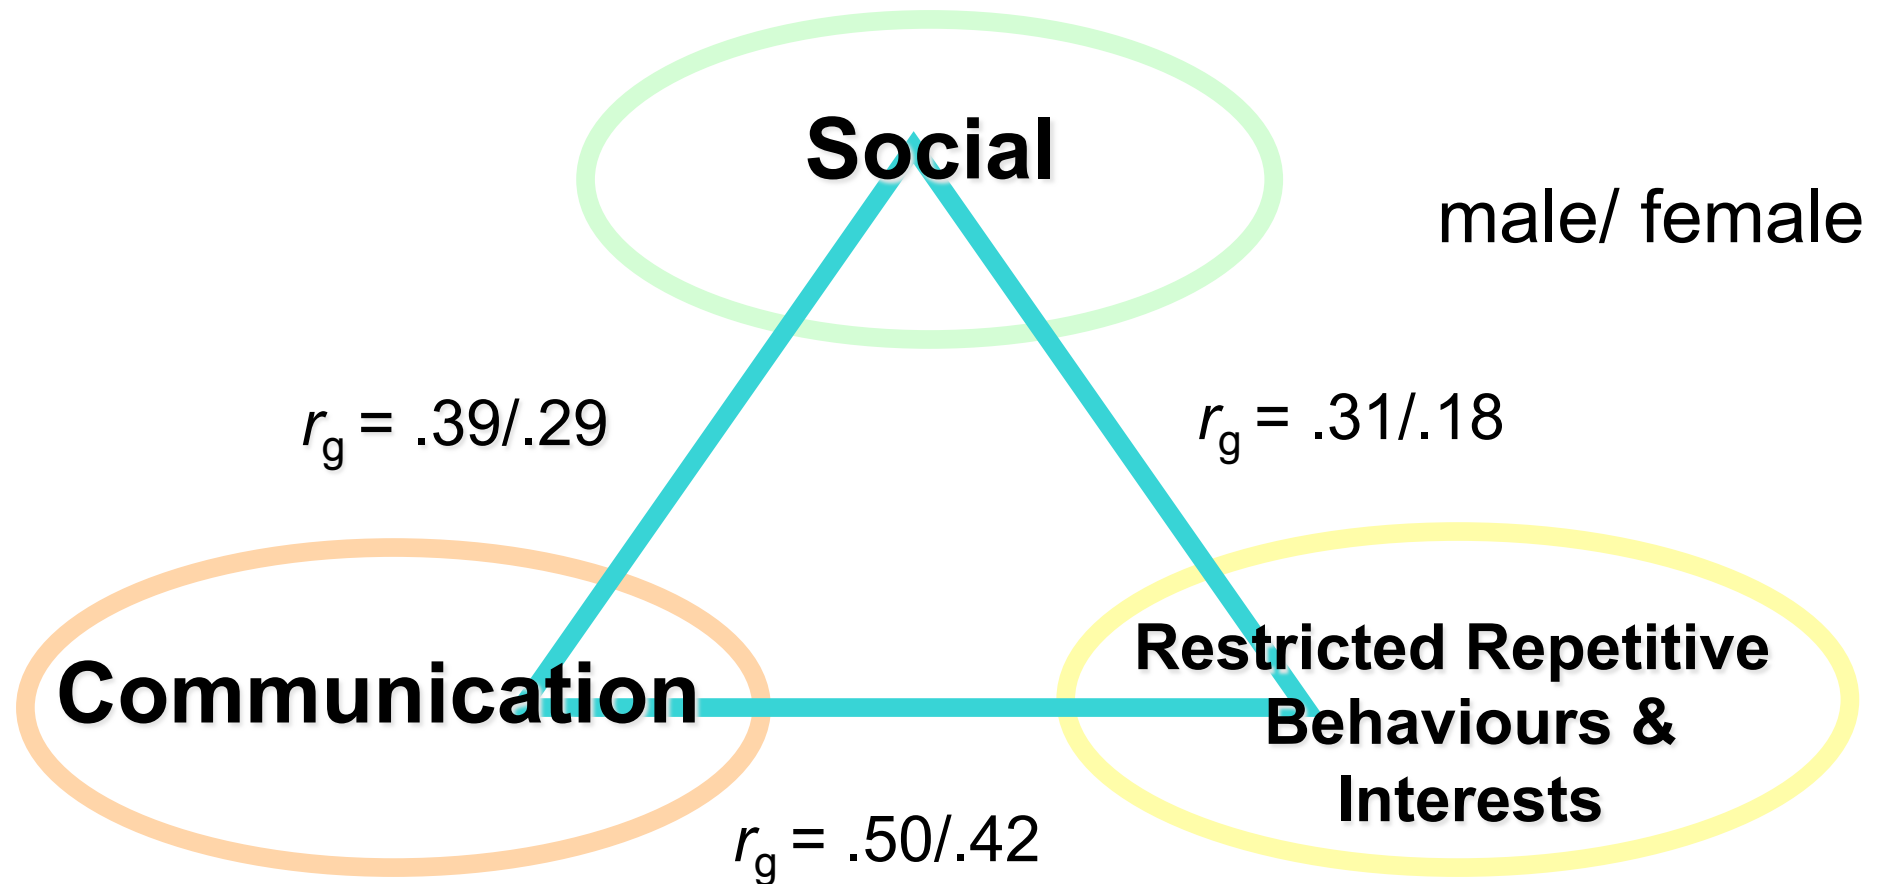 Social
male/ female
rg = .39/.29
rg = .31/.18
Communication
Restricted Repetitive
Behaviours &
Interests
rg = .50/.42